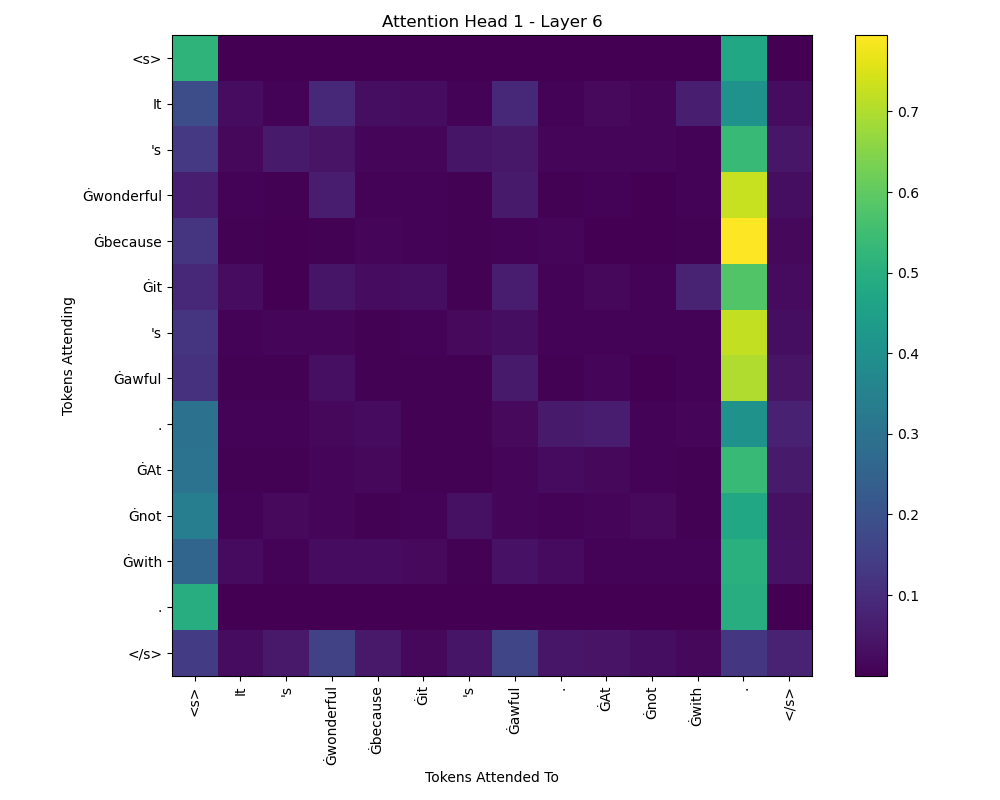 Attention Head 1 - Layer 6
Tokens Attending
<s>
It
's
Ġwonderful
Ġbecause
Ġit
's
Ġawful
.
ĠAt
Ġnot
Ġwith
.
</s>
<s>
It
's
Ġwonderful
Ġbecause
Ġit
's
Ġawful
.
ĠAt
Ġnot
Ġwith
.
</s>
Tokens Attended To
0.7
0.6
0.5
0.4
0.3
0.2
0.1